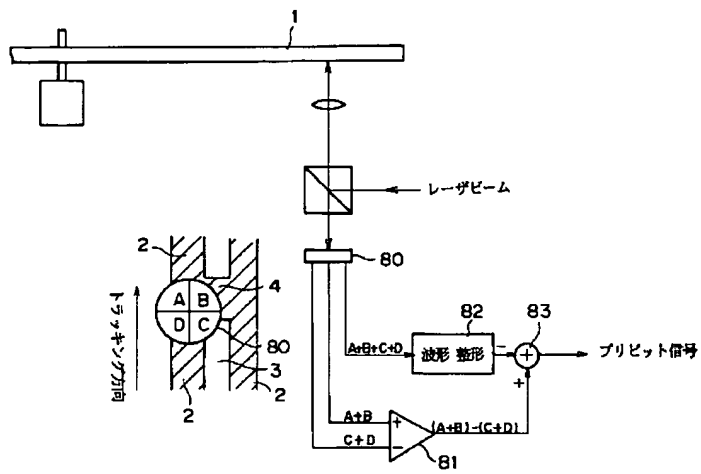 1
レーザビーム
80
2
A B
D C
4
80
3
2
2
トラッキング方向
A+B+C+D
82
波形 整形
−
83
+
+
プリピット信号
A+B
C+D
+
−
81
(A+B)-(C+D)